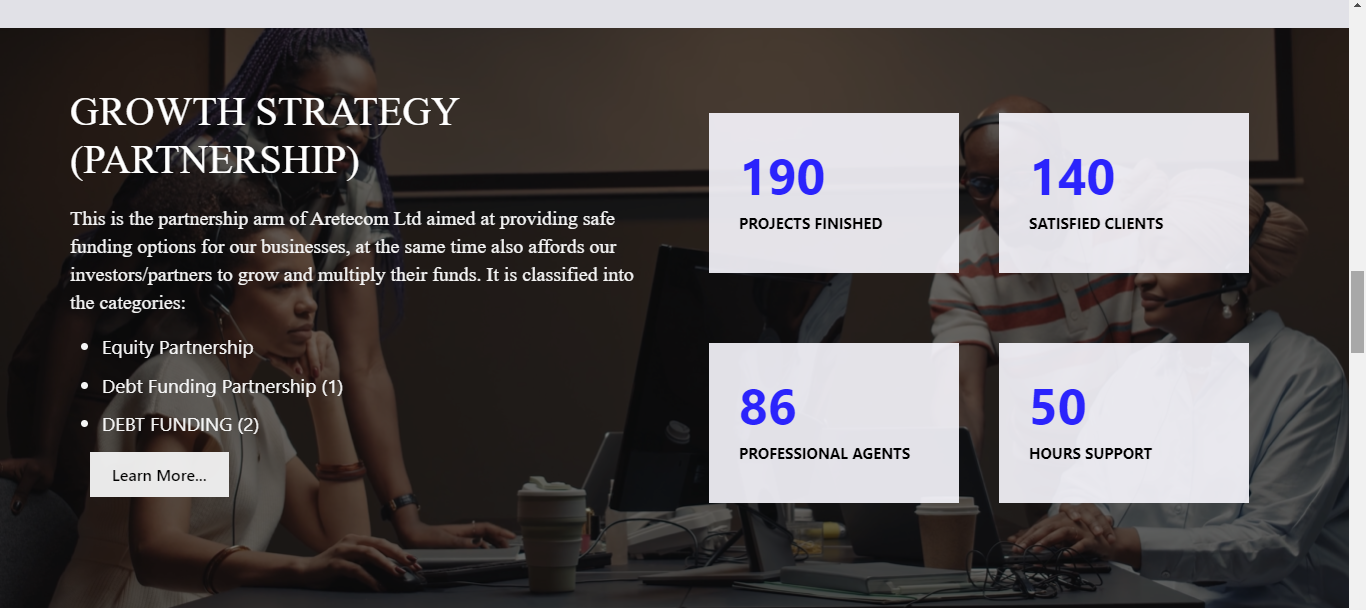 GROWTH STRATEGY
(PARTNERSHIP)
This is the partnership arm of Aretecom Ltd aimed at providing safe
funding options for our businesses, at the same time also affords our
investors/partners to grow and multiply their funds. It is classified into
the categories:
• Equity Partnership
• Debt Funding Partnership (1)
• DEBT FUNDING (2)
Learn More...
190
PROJECTS FINISHED
140
SATISFIED CLIENTS
86
PROFESSIONAL AGENTS
50
HOURS SUPPORT